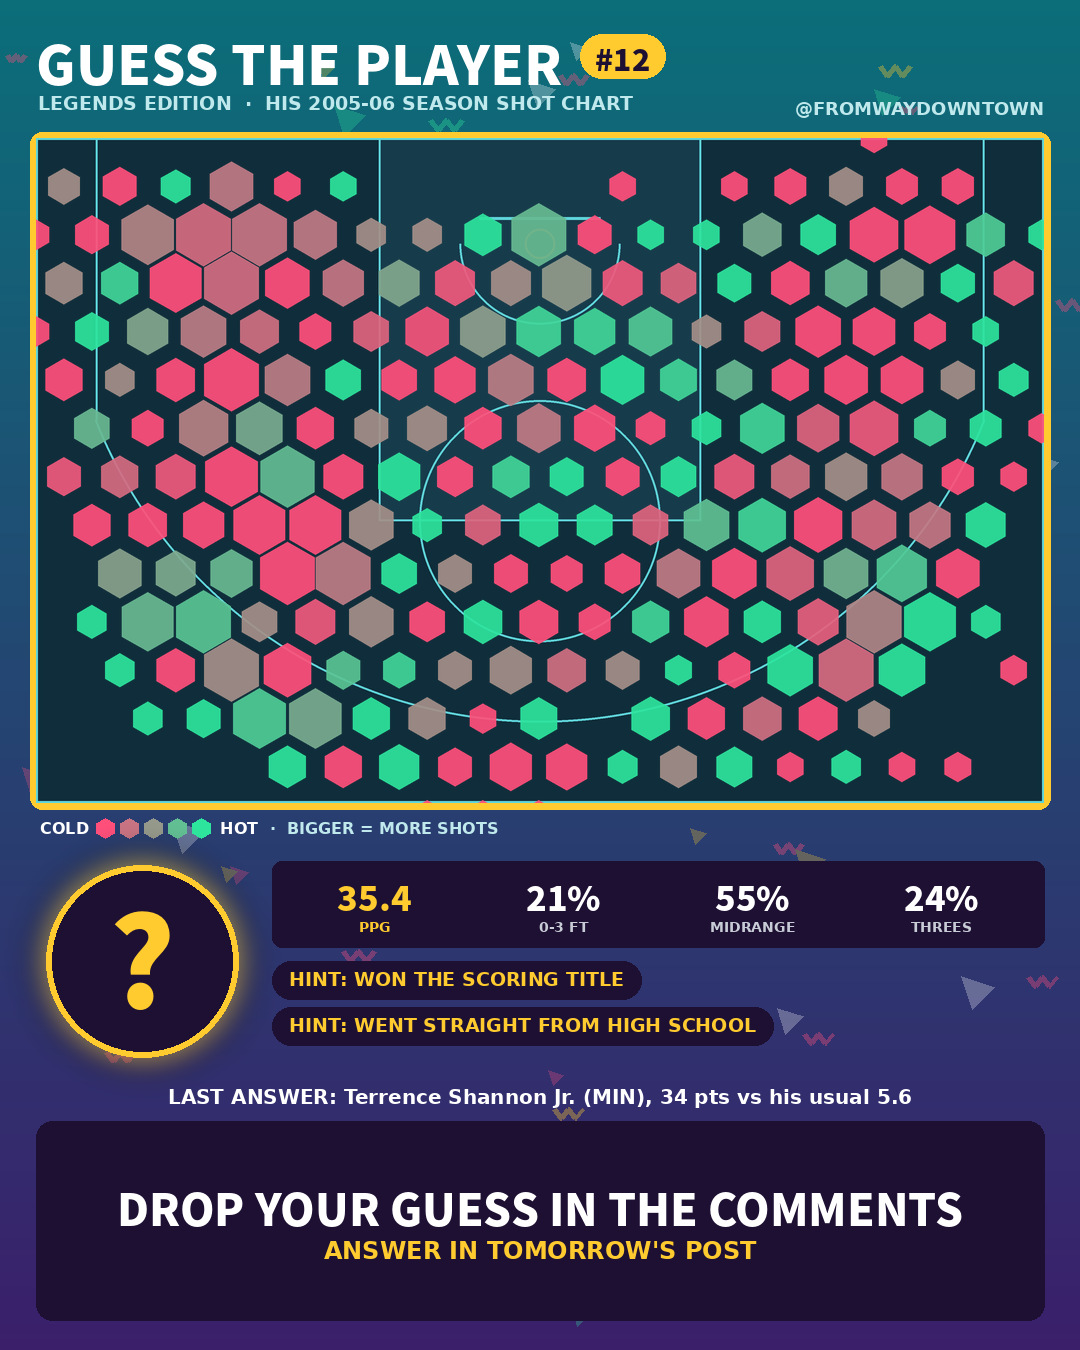 GUESS THE PLAYER #12
LEGENDS EDITION · HIS 2005-06 SEASON SHOT CHART
@FROMWAYDOWNTOWN
COLD HOT · BIGGER = MORE SHOTS
?
35.4 21% 55% 24%
PPG 0-3 FT MIDRANGE THREES
HINT: WON THE SCORING TITLE
HINT: WENT STRAIGHT FROM HIGH SCHOOL
LAST ANSWER: Terrence Shannon Jr. (MIN), 34 pts vs his usual 5.6
DROP YOUR GUESS IN THE COMMENTS
ANSWER IN TOMORROW'S POST